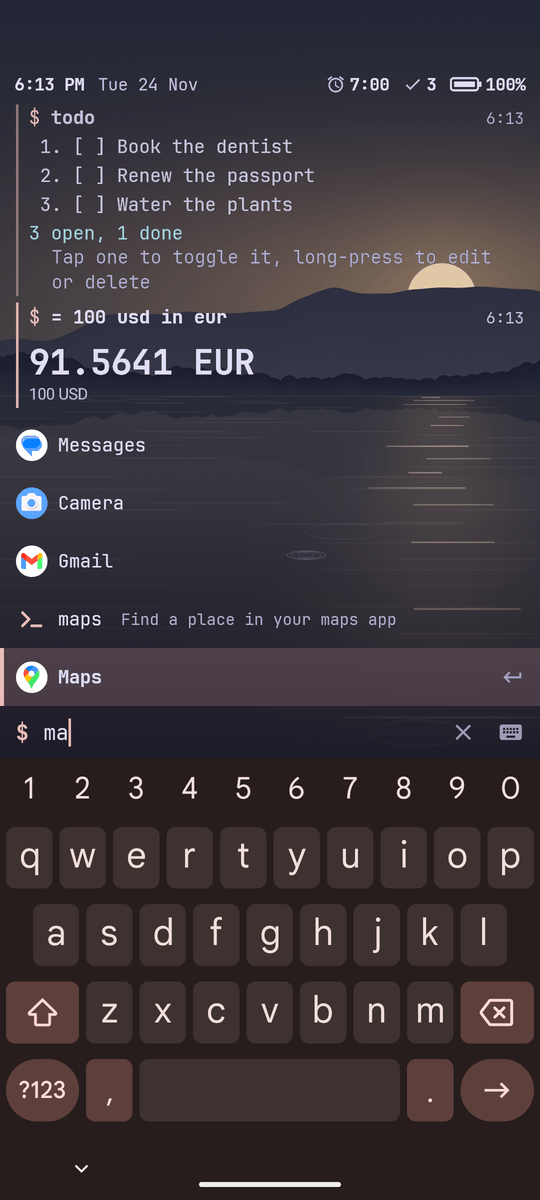 6:13 PM Tue 24 Nov 7:00 3 100%
$ todo 6:13
1. [ ] Book the dentist
2. [ ] Renew the passport
3. [ ] Water the plants
3 open, 1 done
Tap one to toggle it, long-press to edit
or delete
$ = 100 usd in eur 6:13
91.5641 EUR
100 USD
Messages
Camera
Gmail
maps Find a place in your maps app
Maps
$ ma
1 2 3 4 5 6 7 8 9 0
q w e r t y u i o p
a s d f g h j k l
z x c v b n m
?123 , .